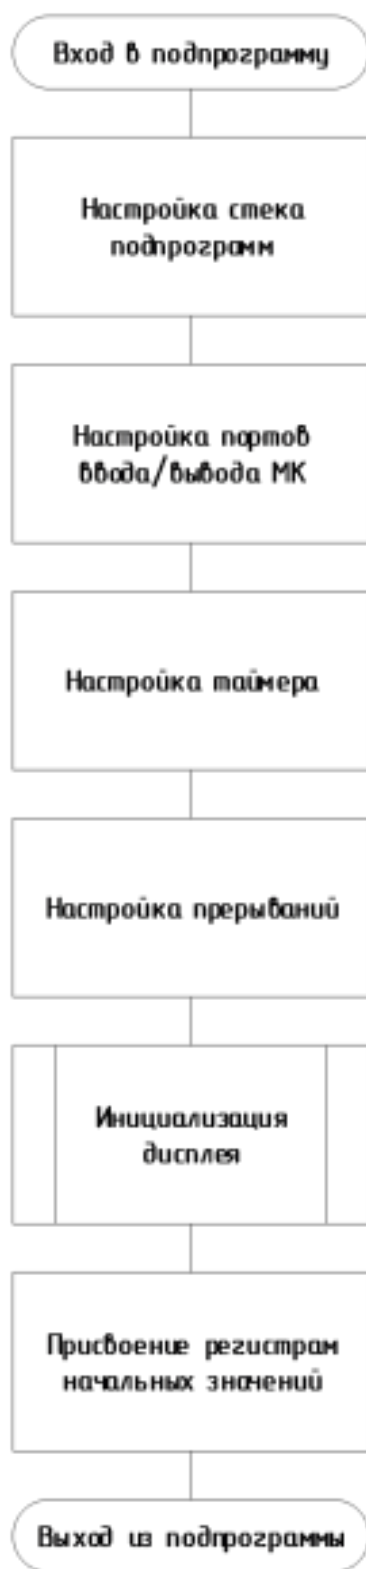 Вход в подпрограмму
Настройка стека
подпрограмм
Настройка портов
ввода/вывода МК
Настройка таймера
Настройка прерываний
Инициализация
дисплея
Присвоение регистрам
начальных значений
Выход из подпрограммы